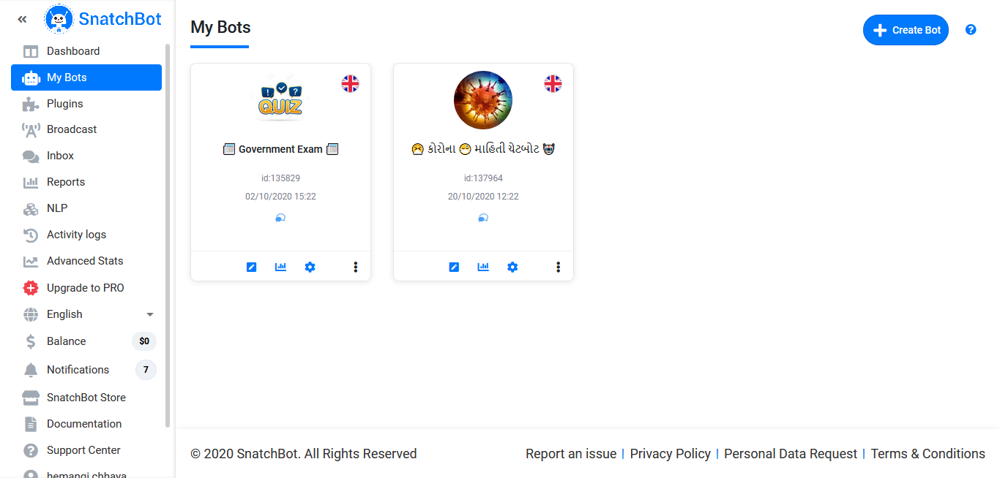 SnatchBot
Dashboard
My Bots
Plugins
Broadcast
Inbox
Reports
NLP
Activity logs
Advanced Stats
Upgrade to PRO
English
Balance $0
Notifications 7
SnatchBot Store
Documentation
Support Center
hemangi chhaya
My Bots
Create Bot
QUIZ
Government Exam
id:135829
02/10/2020 15:22
કોરોના માહિતી ચેટબોટ
id:137964
20/10/2020 12:22
© 2020 SnatchBot. All Rights Reserved
Report an issue | Privacy Policy | Personal Data Request | Terms & Conditions